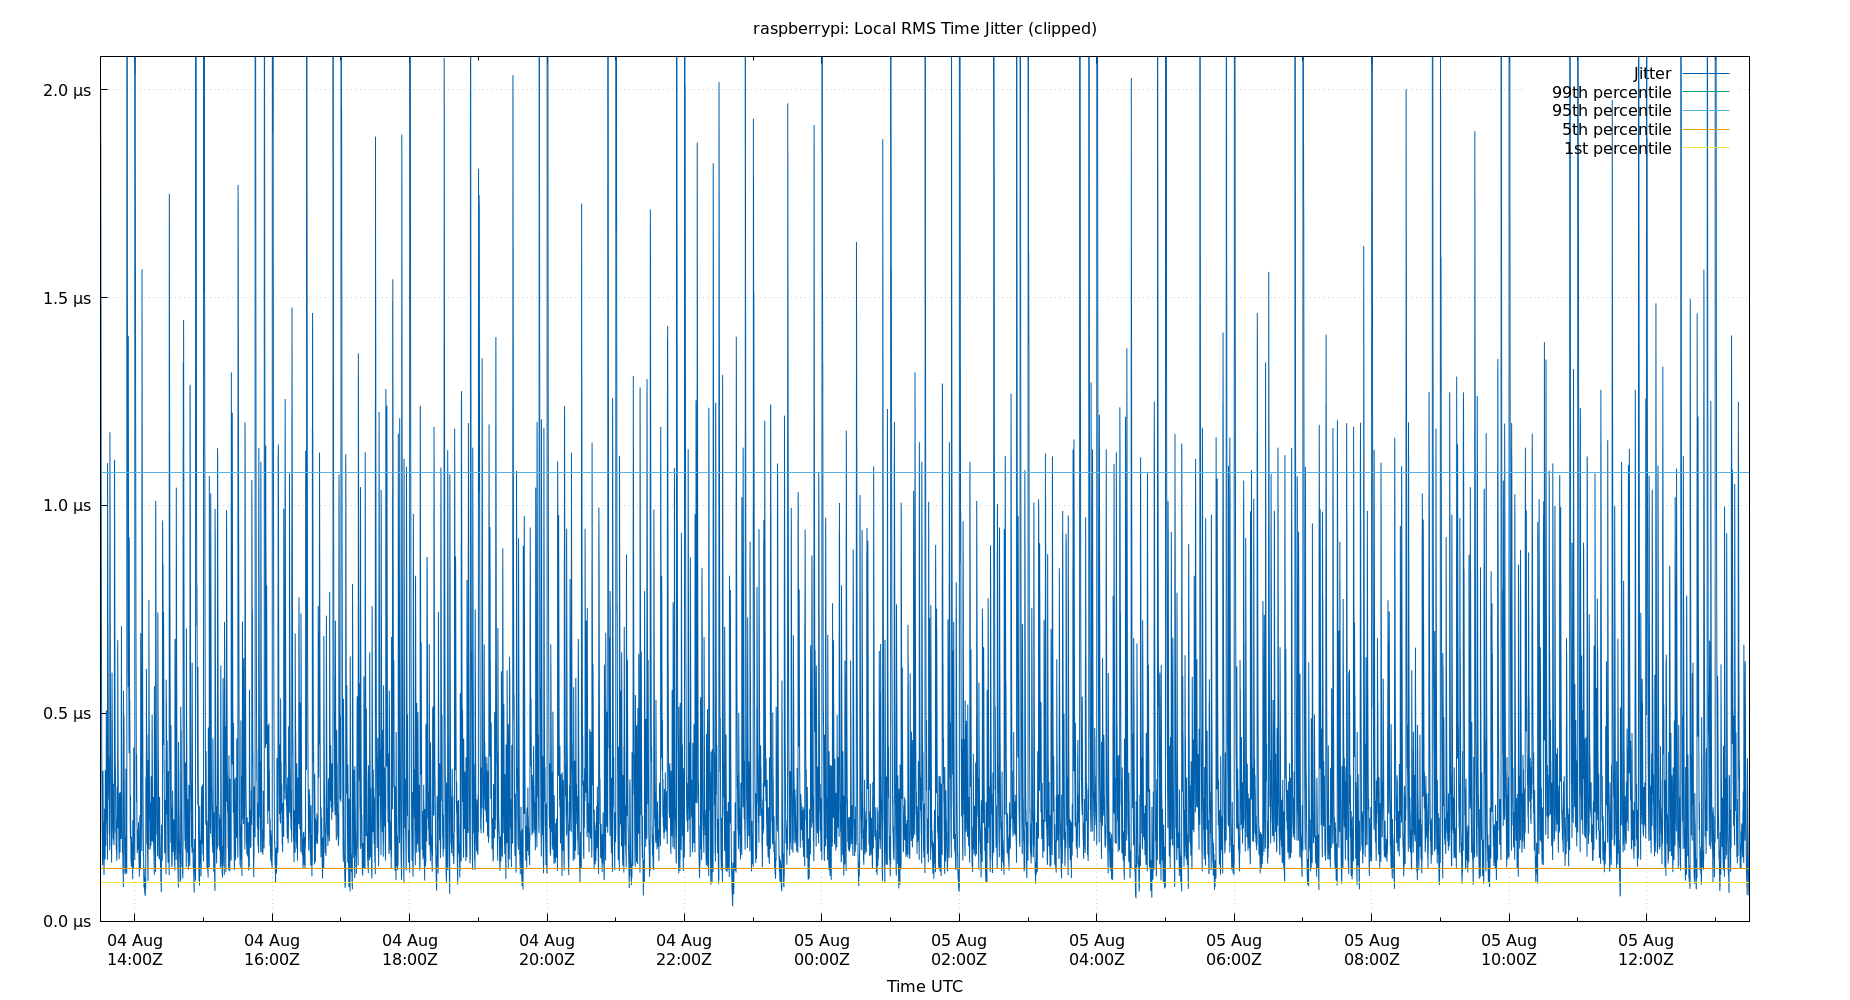 raspberrypi: Local RMS Time Jitter (clipped)
Jitter
99th percentile
95th percentile
5th percentile
1st percentile
2.0 µs
1.5 µs
1.0 µs
0.5 µs
0.0 µs
04 Aug 04 Aug 04 Aug 04 Aug 04 Aug 05 Aug 05 Aug 05 Aug 05 Aug 05 Aug 05 Aug 05 Aug
14:00Z 16:00Z 18:00Z 20:00Z 22:00Z 00:00Z 02:00Z 04:00Z 06:00Z 08:00Z 10:00Z 12:00Z
Time UTC